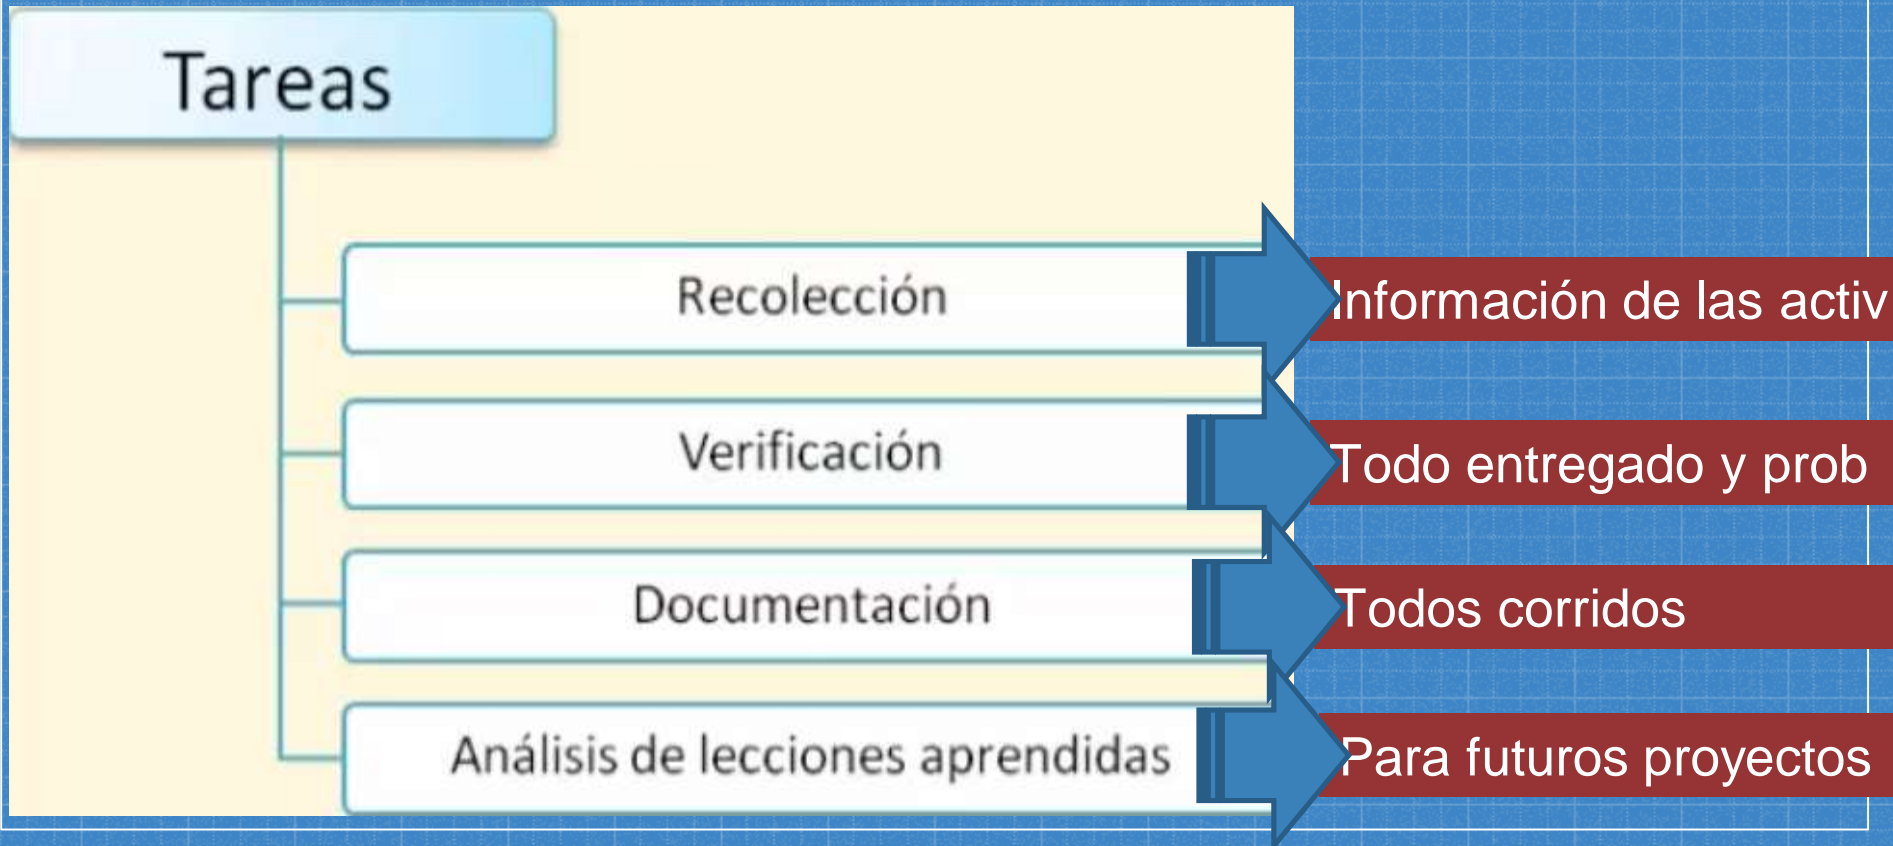 Tareas
Recolección
Información de las activ
Verificación
Todo entregado y prob
Documentación
Todos corridos
Análisis de lecciones aprendidas
Para futuros proyectos